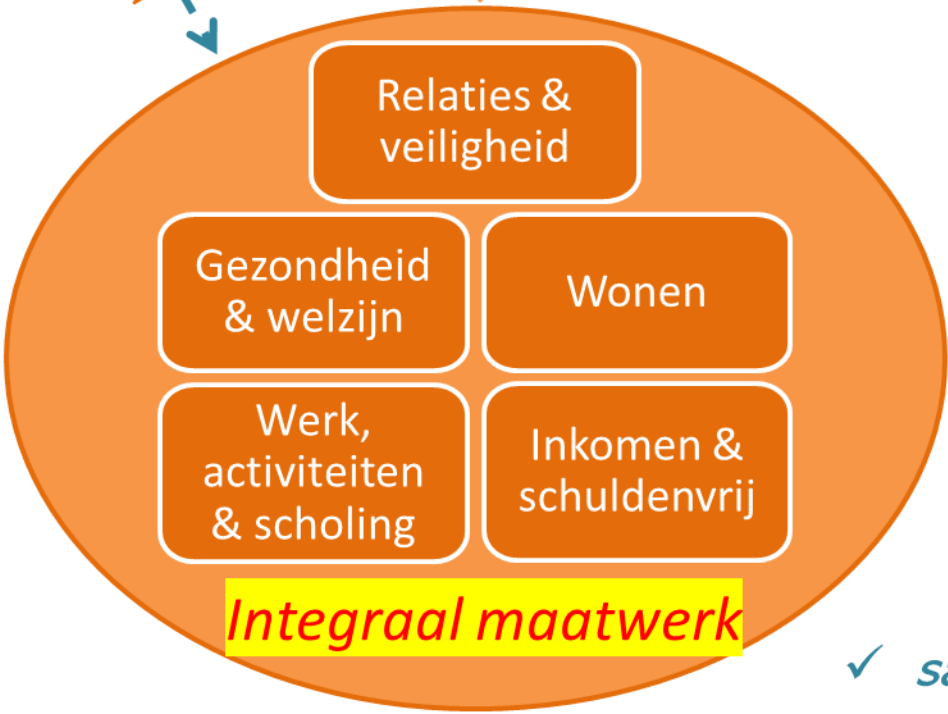 Relaties &
veiligheid
Gezondheid
& welzijn
Wonen
Werk,
activiteiten
& scholing
Inkomen &
schuldenvrij
Integraal maatwerk
✓